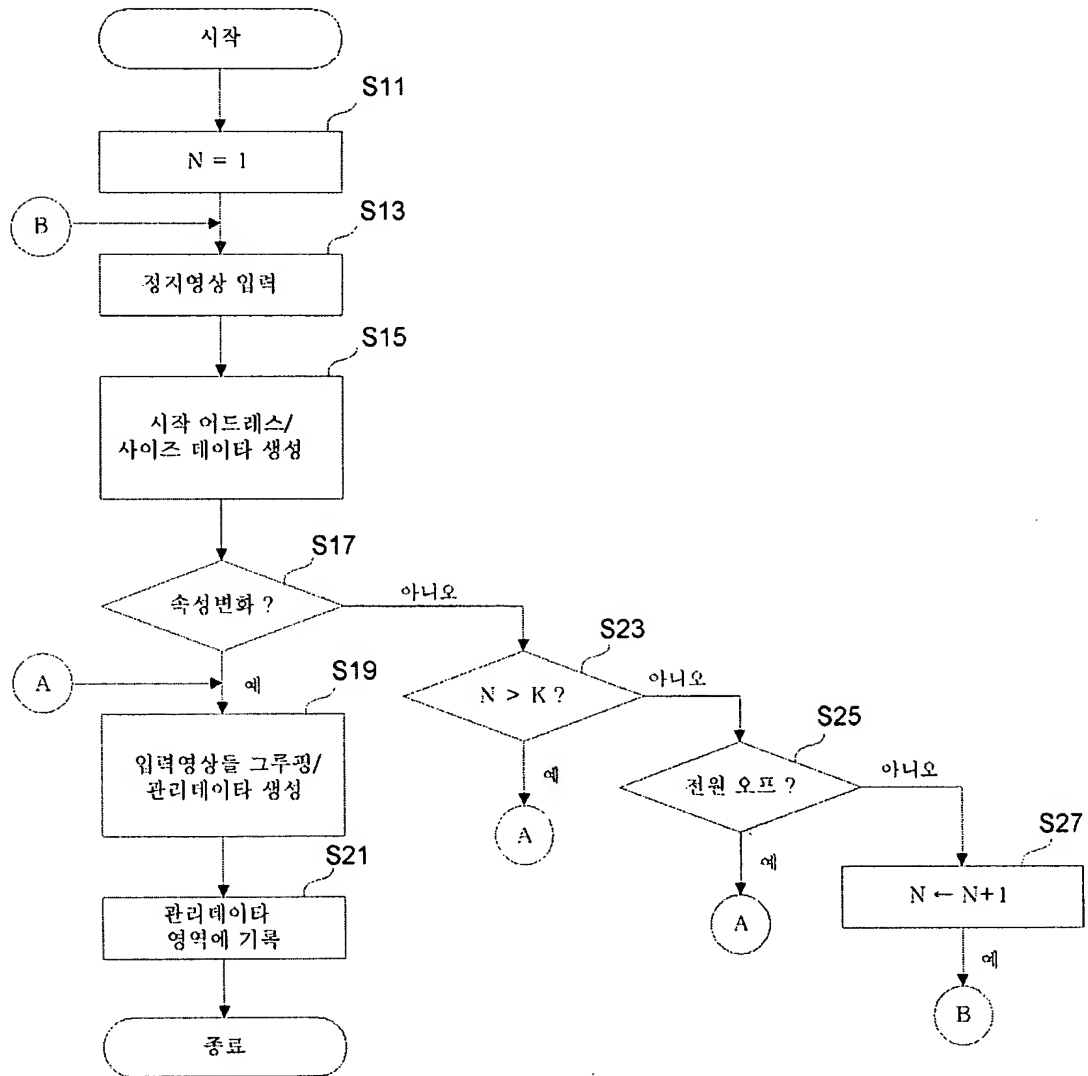 시작
S11
N = 1
B
S13
정지영상 입력
S15
시작 어드레스/
사이즈 데이타 생성
S17
속성변화 ?
아니오
A
예
S19
S23
N > K ?
아니오
입력영상들 그루핑/
관리데이타 생성
예
A
S25
전원 오프 ?
아니오
예
A
S27
N ← N+1
예
B
S21
관리데이타
영역에 기록
종료